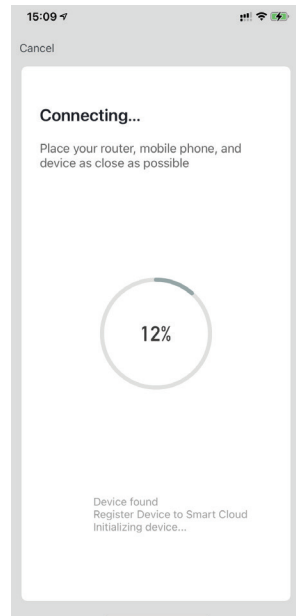 15:09
Cancel
Connecting...
Place your router, mobile phone, and
device as close as possible
12%
Device found
Register Device to Smart Cloud
Initializing device...